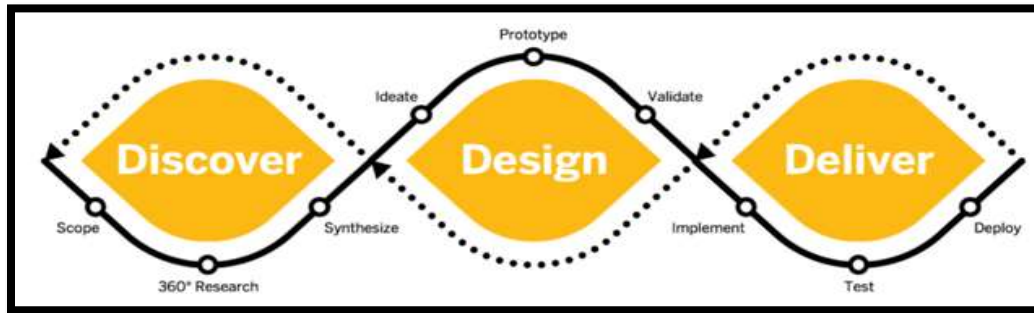 Prototype
Ideate
Validate
Discover
Design
Deliver
Scope
Synthesize
Implement
Deploy
360° Research
Test